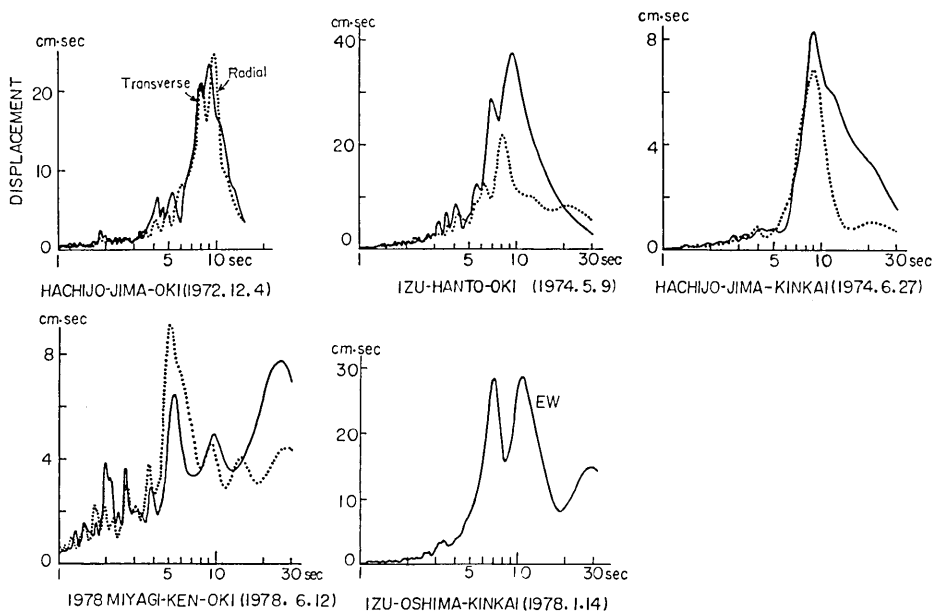 cm·sec
DISPLACEMENT
20
10
0
Transverse
Radial
1 5 10 sec
HACHIJO-JIMA-OKI (1972.12.4)
cm·sec
40
20
0
1 5 10 30 sec
IZU-HANTO-OKI (1974.5.9)
cm·sec
8
4
0
1 5 10 30 sec
HACHIJO-JIMA-KINKAI (1974.6.27)
cm·sec
8
4
0
1 5 10 30 sec
1978 MIYAGI-KEN-OKI (1978.6.12)
cm·sec
30
20
10
0
EW
1 5 10 30 sec
IZU-OSHIMA-KINKAI (1978.1.14)